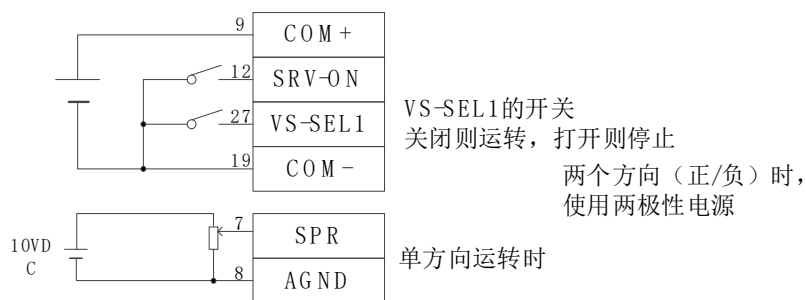 9 COM+
12 SRV-ON
27 VS-SEL1
19 COM-
VS-SEL1的开关
关闭则运转，打开则停止
两个方向（正/负）时，
使用两极性电源
10VD
C
7 SPR
8 AGND
单方向运转时